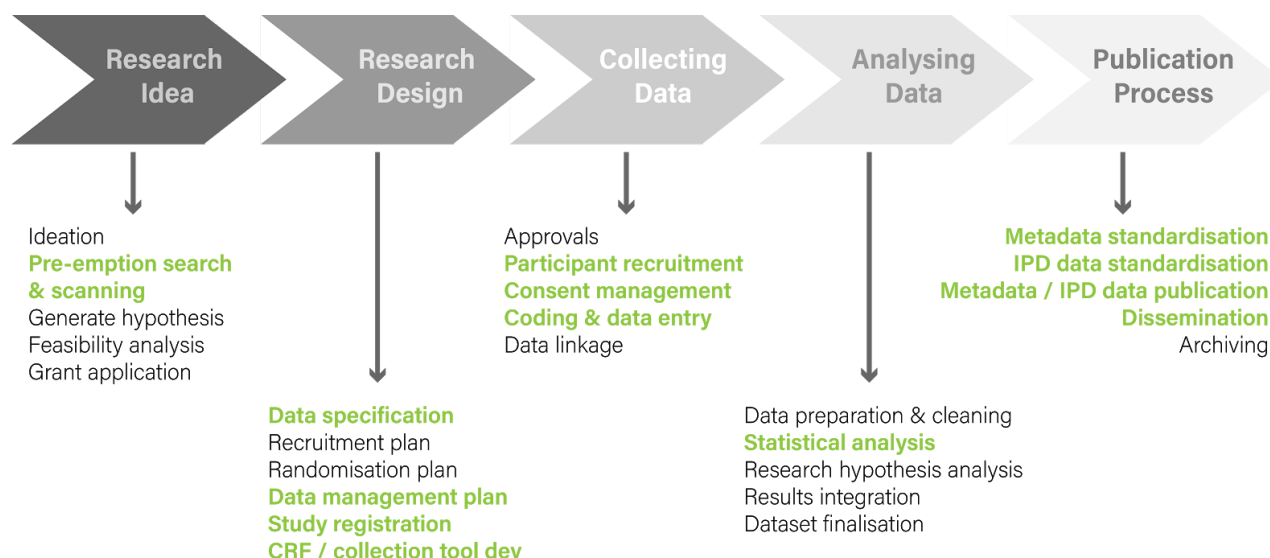 Research
Idea
Research
Design
Collecting
Data
Analysing
Data
Publication
Process
Ideation
Pre-emption search
& scanning
Generate hypothesis
Feasibility analysis
Grant application
Data specification
Recruitment plan
Randomisation plan
Data management plan
Study registration
CRF / collection tool dev
Approvals
Participant recruitment
Consent management
Coding & data entry
Data linkage
Data preparation & cleaning
Statistical analysis
Research hypothesis analysis
Results integration
Dataset finalisation
Metadata standardisation
IPD data standardisation
Metadata / IPD data publication
Dissemination
Archiving